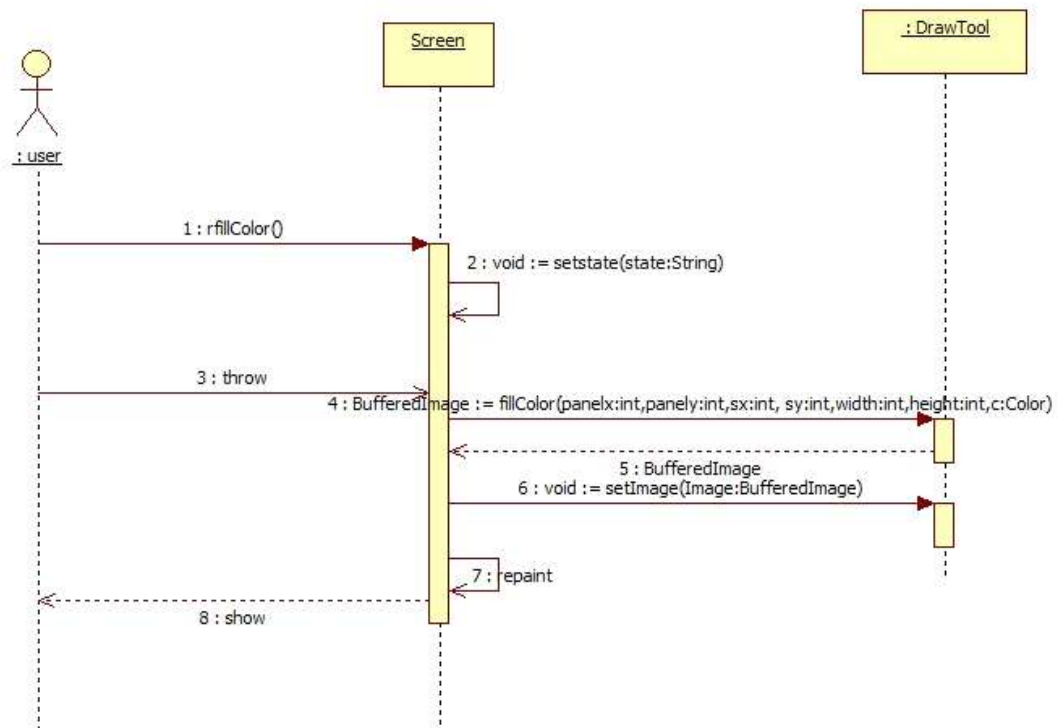 Screen
: DrawTool
: user
1 : rfillColor()
2 : void := setstate(state:String)
3 : throw
4 : BufferedImage := fillColor(panelx:int,panely:int,sx:int, sy:int,width:int,height:int,c:Color)
5 : BufferedImage
6 : void := setImage(Image:BufferedImage)
7 : repaint
8 : show